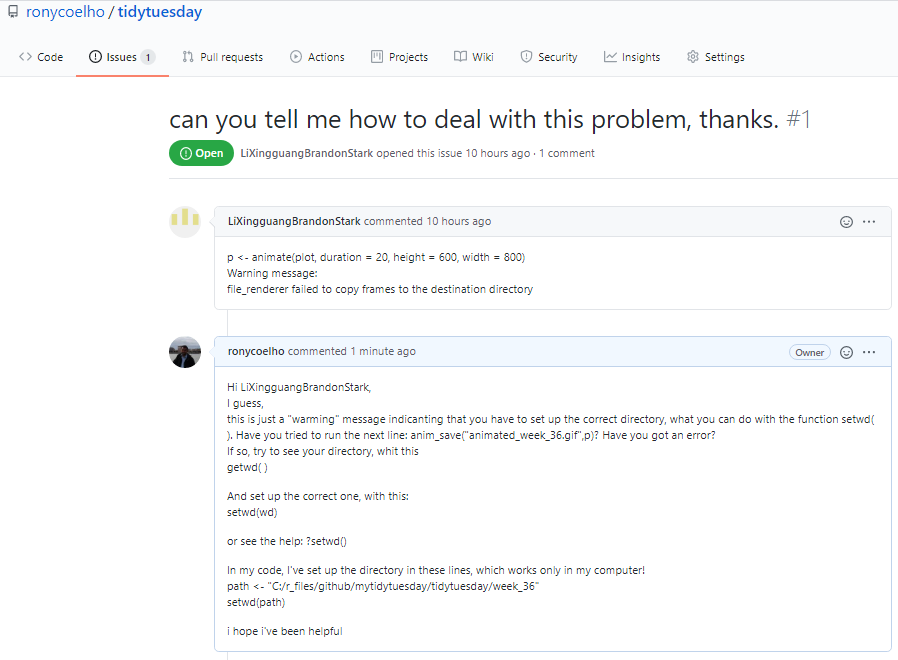 ronycoelho / tidytuesday
Code
Issues 1
Pull requests
Actions
Projects
Wiki
Security
Insights
Settings
can you tell me how to deal with this problem, thanks. #1
Open
LiXingguangBrandonStark opened this issue 10 hours ago · 1 comment
LiXingguangBrandonStark commented 10 hours ago
p <- animate(plot, duration = 20, height = 600, width = 800)
Warning message:
file_renderer failed to copy frames to the destination directory
ronycoelho commented 1 minute ago
Owner
Hi LiXingguangBrandonStark,
I guess,
this is just a "warming" message indicanting that you have to set up the correct directory, what you can do with the function setwd(
). Have you tried to run the next line: anim_save("animated_week_36.gif",p)? Have you got an error?
If so, try to see your directory, whit this
getwd( )
And set up the correct one, with this:
setwd(wd)
or see the help: ?setwd()
In my code, I've set up the directory in these lines, which works only in my computer!
path <- "C:/r_files/github/mytidytuesday/tidytuesday/week_36"
setwd(path)
i hope i've been helpful